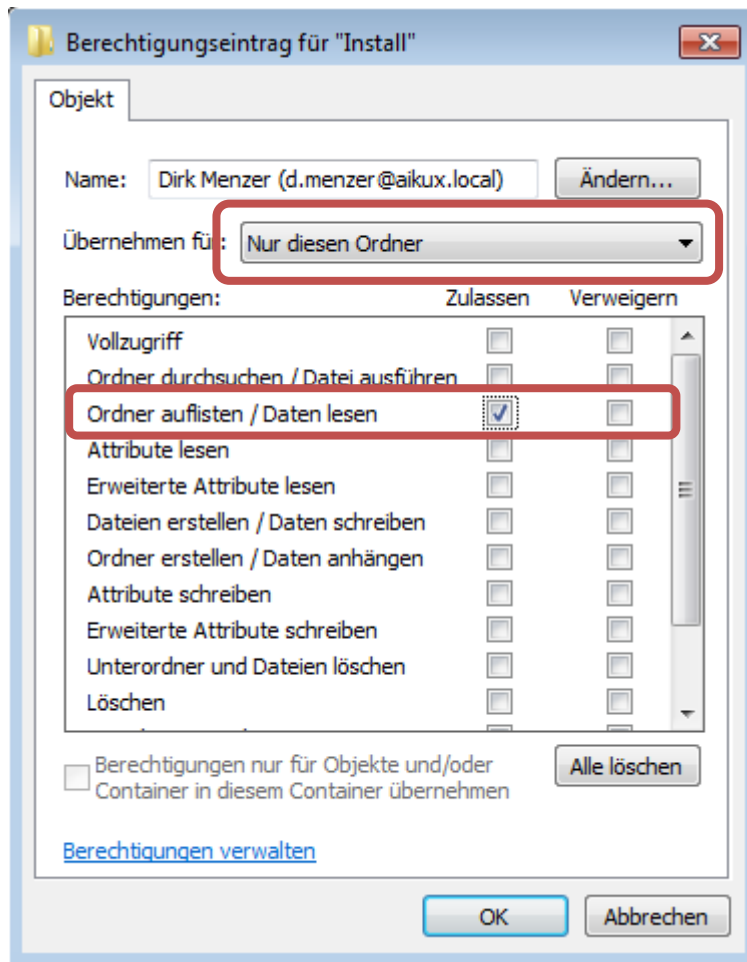 Berechtigungseintrag für "Install"
Objekt
Name: Dirk Menzer (d.menzer@aikux.local) Ändern...
Übernehmen für: Nur diesen Ordner
Berechtigungen: Zulassen Verweigern
Vollzugriff
Ordner durchsuchen / Datei ausführen
Ordner auflisten / Daten lesen
Attribute lesen
Erweiterte Attribute lesen
Dateien erstellen / Daten schreiben
Ordner erstellen / Daten anhängen
Attribute schreiben
Erweiterte Attribute schreiben
Unterordner und Dateien löschen
Löschen
Berechtigungen nur für Objekte und/oder Alle löschen
Container in diesem Container übernehmen
Berechtigungen verwalten
OK Abbrechen